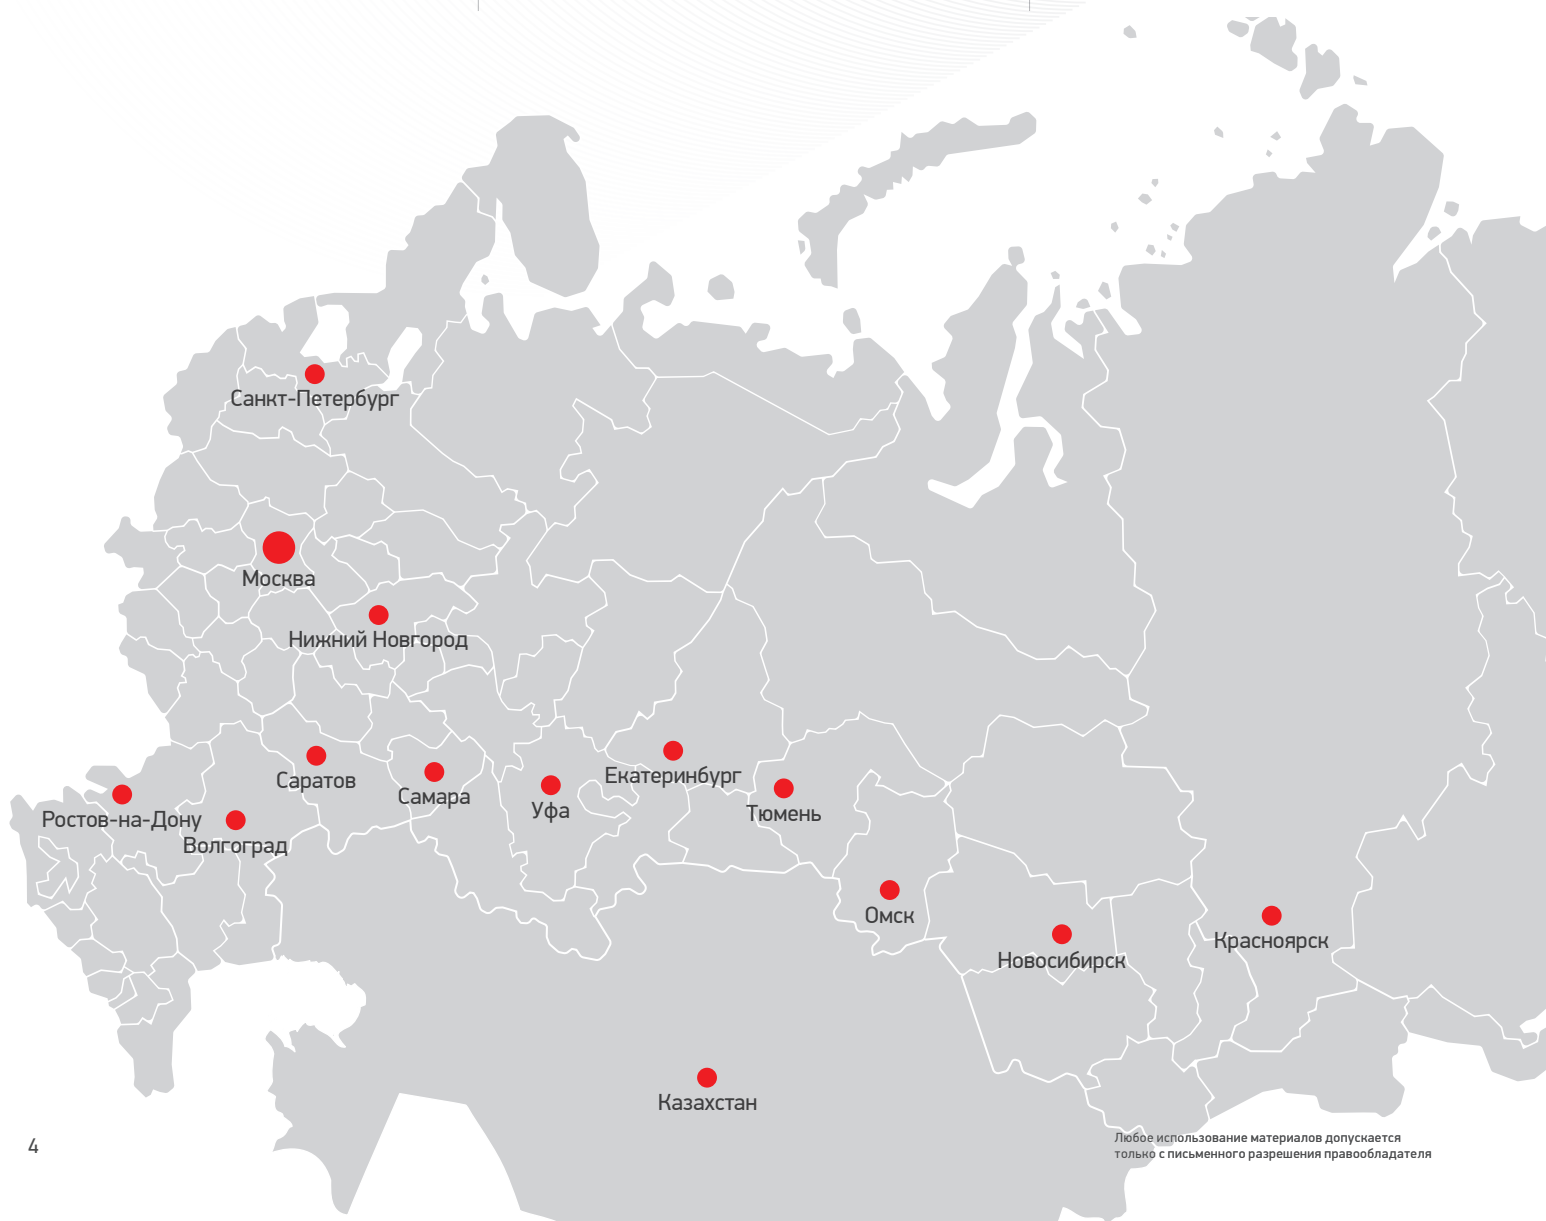 Санкт-Петербург
Москва
Нижний Новгород
Саратов
Самара
Уфа
Екатеринбург
Тюмень
Ростов-на-Дону
Волгоград
Омск
Новосибирск
Красноярск
Казахстан
4
Любое использование материалов допускается
только с письменного разрешения правообладателя